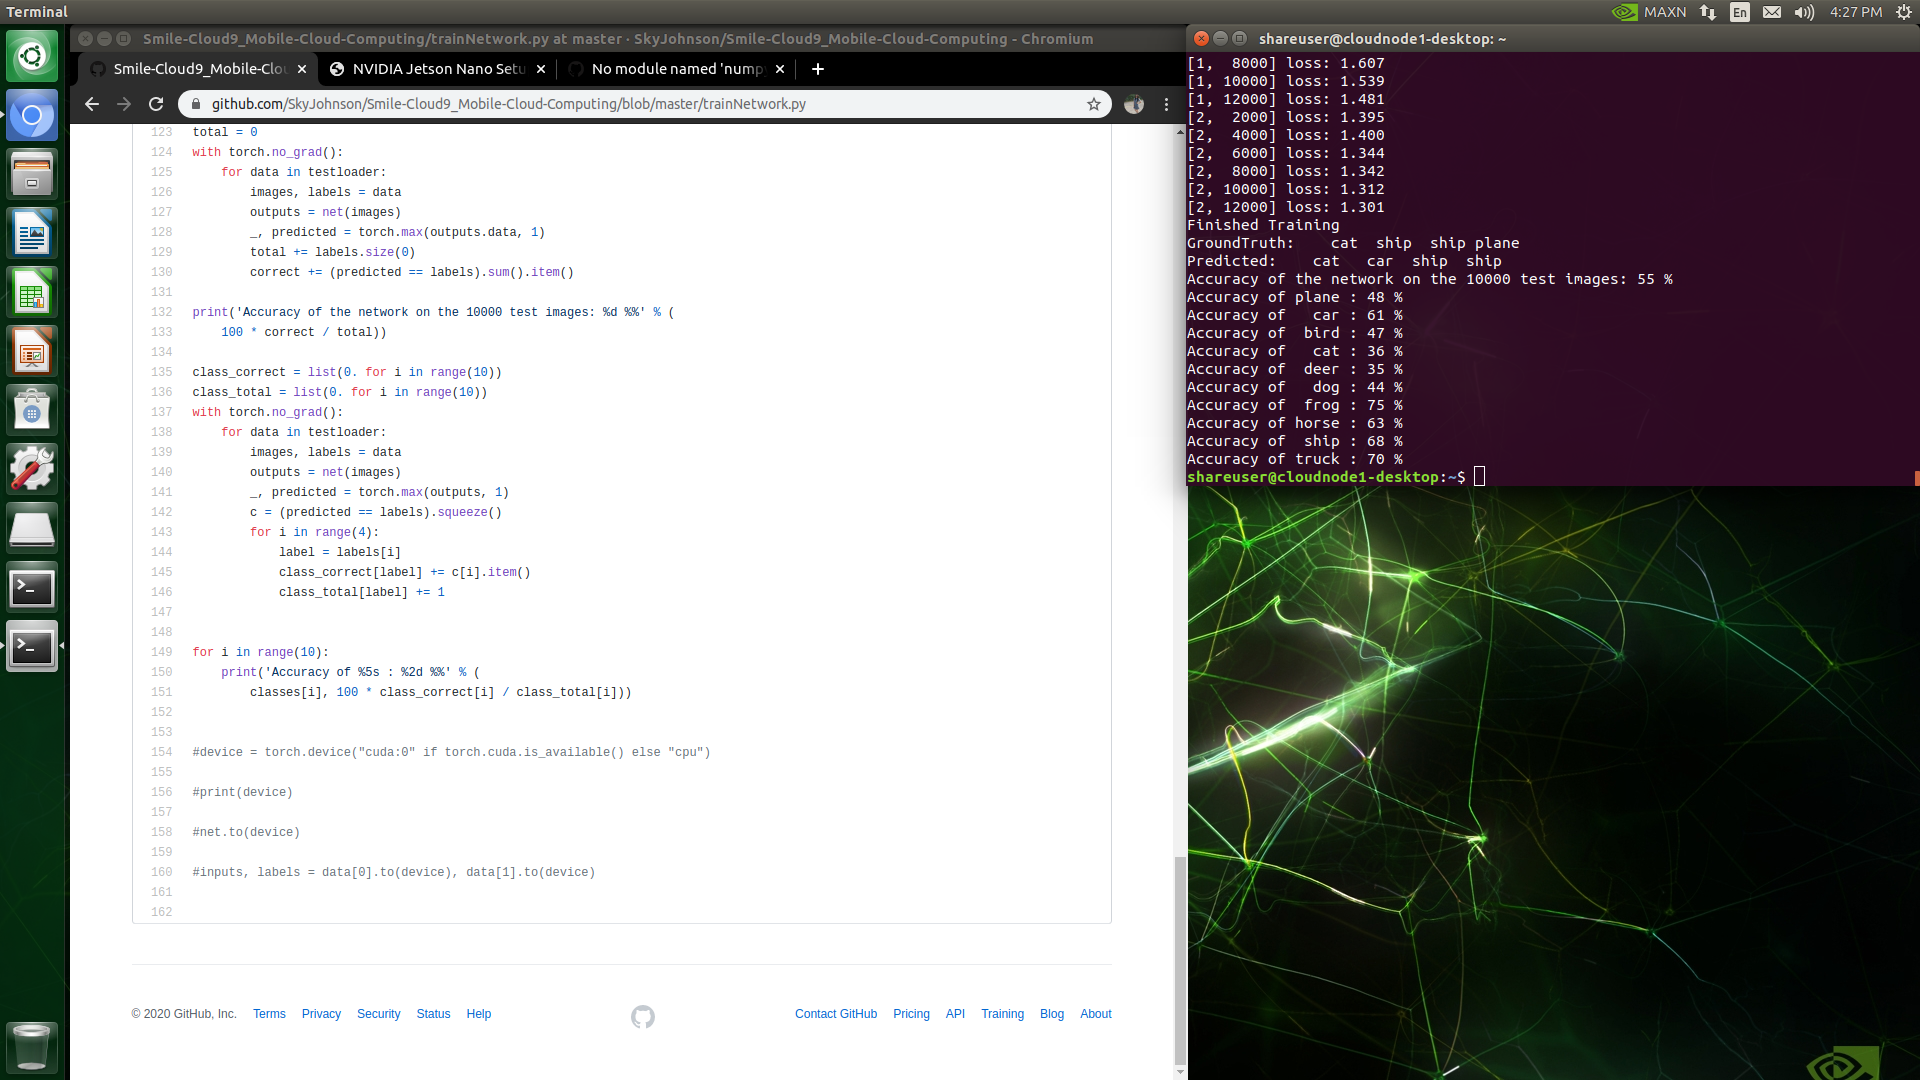 Terminal
MAXN
En
4:27 PM
Smile-Cloud9_Mobile-Cloud-Computing/trainNetwork.py at master · SkyJohnson/Smile-Cloud9_Mobile-Cloud-Computing - Chromium
Smile-Cloud9_Mobile-Clo
NVIDIA Jetson Nano Setu
No module named 'nump
github.com/SkyJohnson/Smile-Cloud9_Mobile-Cloud-Computing/blob/master/trainNetwork.py
123 total = 0
124 with torch.no_grad():
125     for data in testloader:
126         images, labels = data
127         outputs = net(images)
128         _, predicted = torch.max(outputs.data, 1)
129         total += labels.size(0)
130         correct += (predicted == labels).sum().item()
131
132 print('Accuracy of the network on the 10000 test images: %d %%' % (
133     100 * correct / total))
134
135 class_correct = list(0. for i in range(10))
136 class_total = list(0. for i in range(10))
137 with torch.no_grad():
138     for data in testloader:
139         images, labels = data
140         outputs = net(images)
141         _, predicted = torch.max(outputs, 1)
142         c = (predicted == labels).squeeze()
143         for i in range(4):
144             label = labels[i]
145             class_correct[label] += c[i].item()
146             class_total[label] += 1
147
148
149 for i in range(10):
150     print('Accuracy of %5s : %2d %%' % (
151         classes[i], 100 * class_correct[i] / class_total[i]))
152
153
154 #device = torch.device("cuda:0" if torch.cuda.is_available() else "cpu")
155
156 #print(device)
157
158 #net.to(device)
159
160 #inputs, labels = data[0].to(device), data[1].to(device)
161
162
© 2020 GitHub, Inc. Terms Privacy Security Status Help
Contact GitHub Pricing API Training Blog About
shareuser@cloudnode1-desktop: ~
[1,  8000] loss: 1.607
[1, 10000] loss: 1.539
[1, 12000] loss: 1.481
[2,  2000] loss: 1.395
[2,  4000] loss: 1.400
[2,  6000] loss: 1.344
[2,  8000] loss: 1.342
[2, 10000] loss: 1.312
[2, 12000] loss: 1.301
Finished Training
GroundTruth:    cat  ship  ship plane
Predicted:    cat   car  ship  ship
Accuracy of the network on the 10000 test images: 55 %
Accuracy of plane : 48 %
Accuracy of   car : 61 %
Accuracy of  bird : 47 %
Accuracy of   cat : 36 %
Accuracy of  deer : 35 %
Accuracy of   dog : 44 %
Accuracy of  frog : 75 %
Accuracy of horse : 63 %
Accuracy of  ship : 68 %
Accuracy of truck : 70 %
shareuser@cloudnode1-desktop:~$